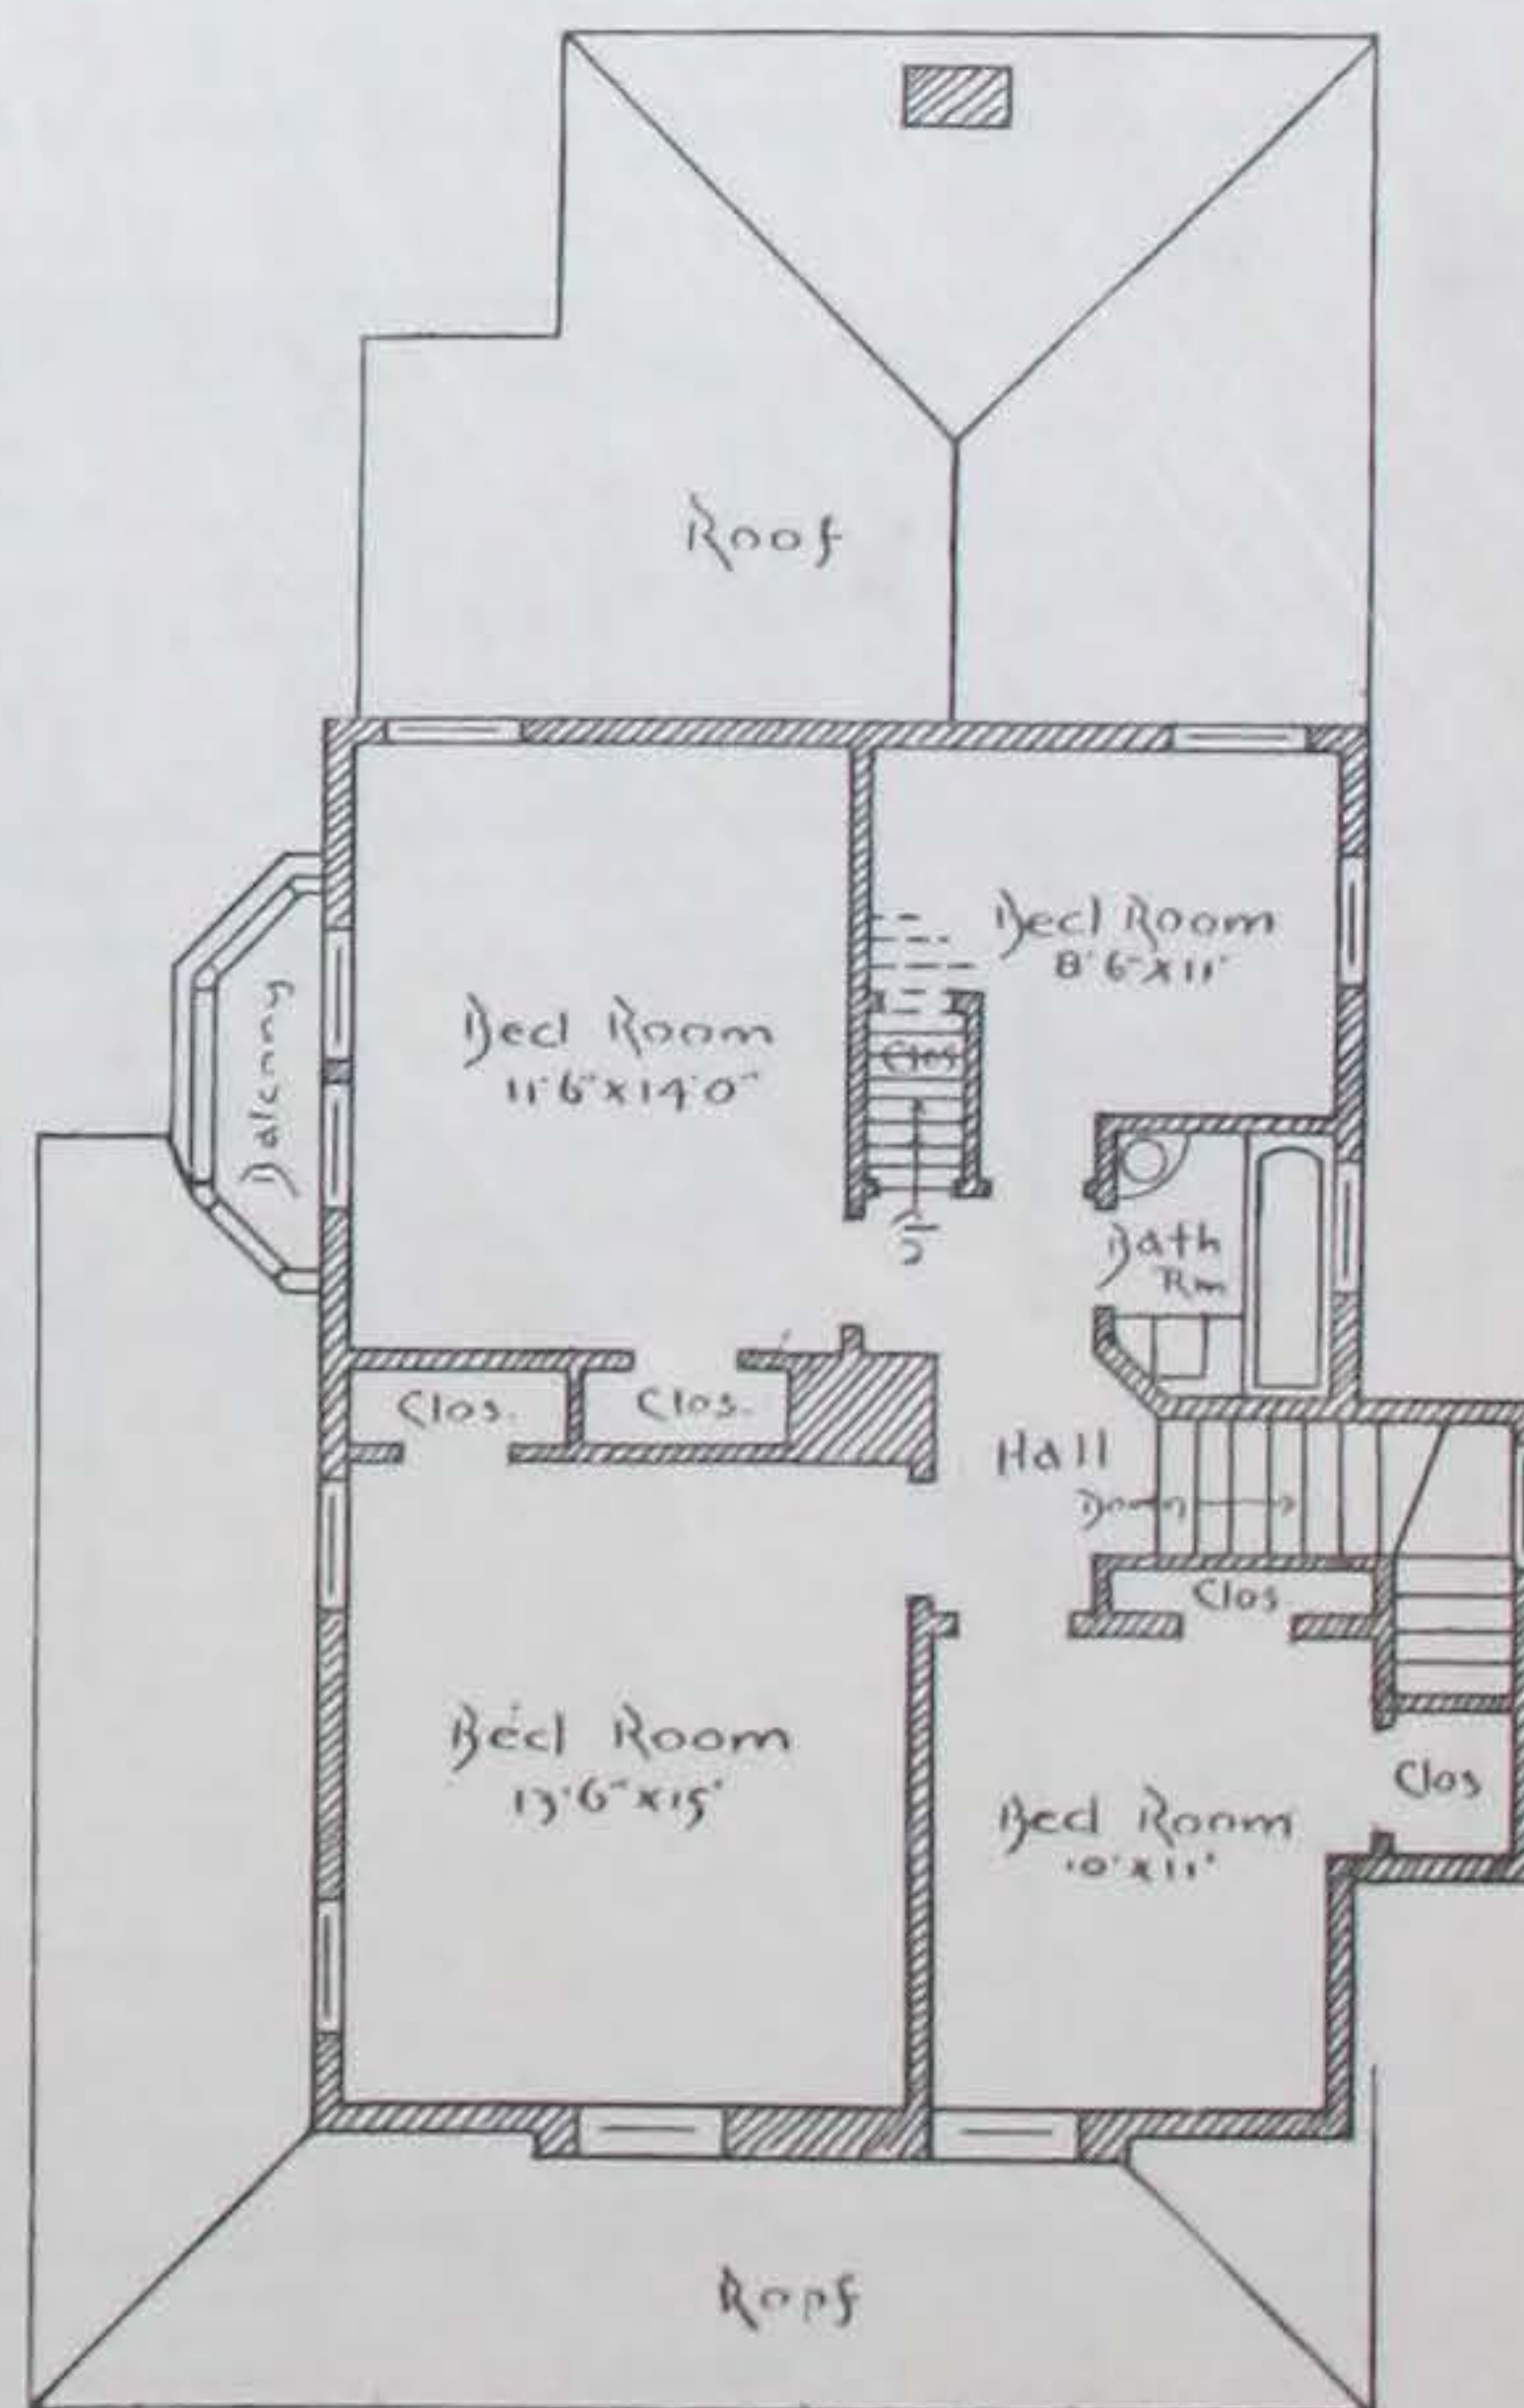 Roof
Bed Room
8'6"X11'
Balcony
Bed Room
11'6"X14'0"
Clos
Up
Bath
Rm
Clos.
Clos.
Hall
Down
Clos
Bed Room
13'6"X15'
Clos
Bed Room
10'X11'
Roof